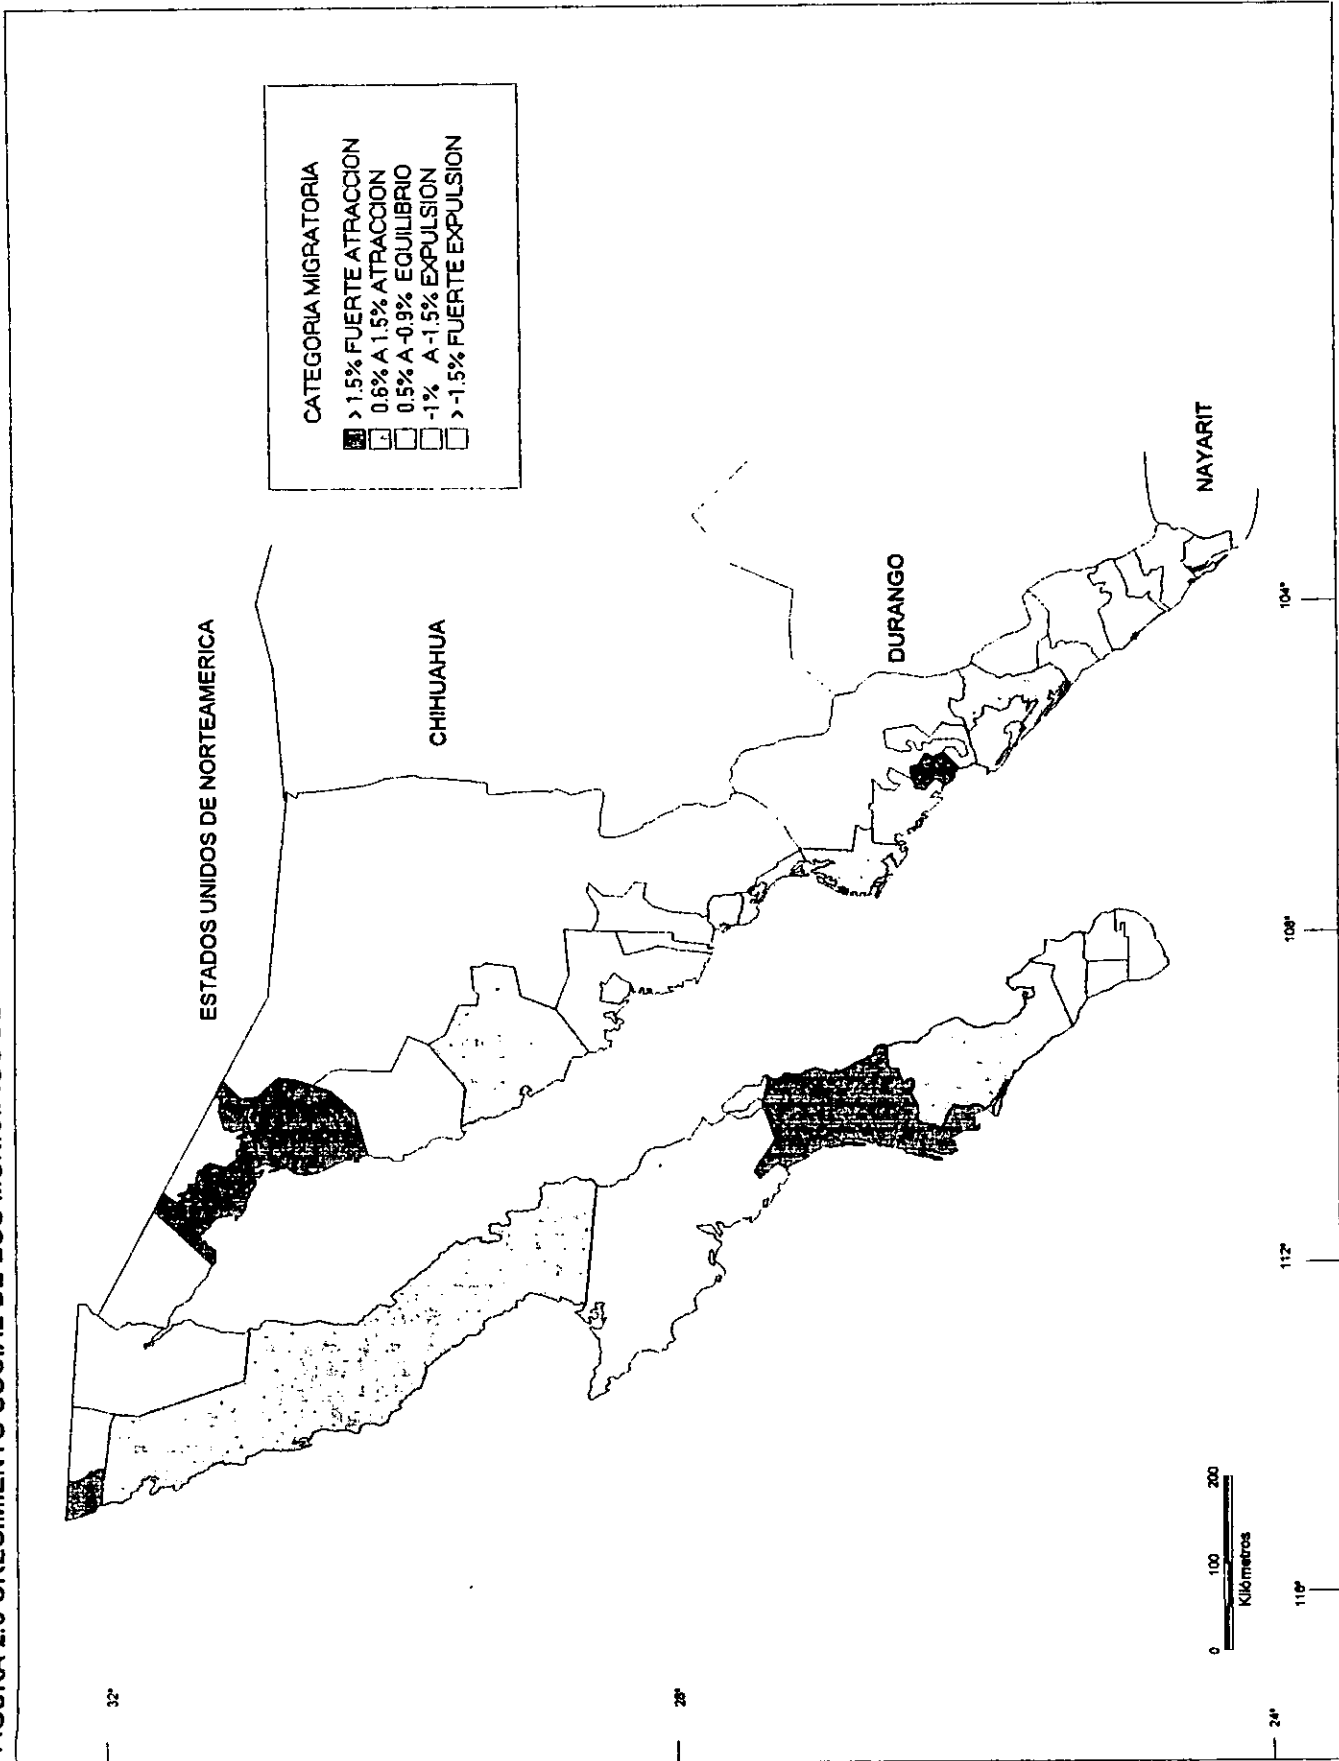 ESTADOS UNIDOS DE NORTEAMERICA
CHIHUAHUA
DURANGO
NAYARIT
CATEGORIA MIGRATORIA
> 1.5% FUERTE ATRACCION
0.6% A 1.5% ATRACCION
0.5% A -0.9% EQUILIBRIO
-1% A -1.5% EXPULSION
> -1.5% FUERTE EXPULSION
32°
28°
24°
116°
112°
108°
104°
0 100 200
Kilómetros